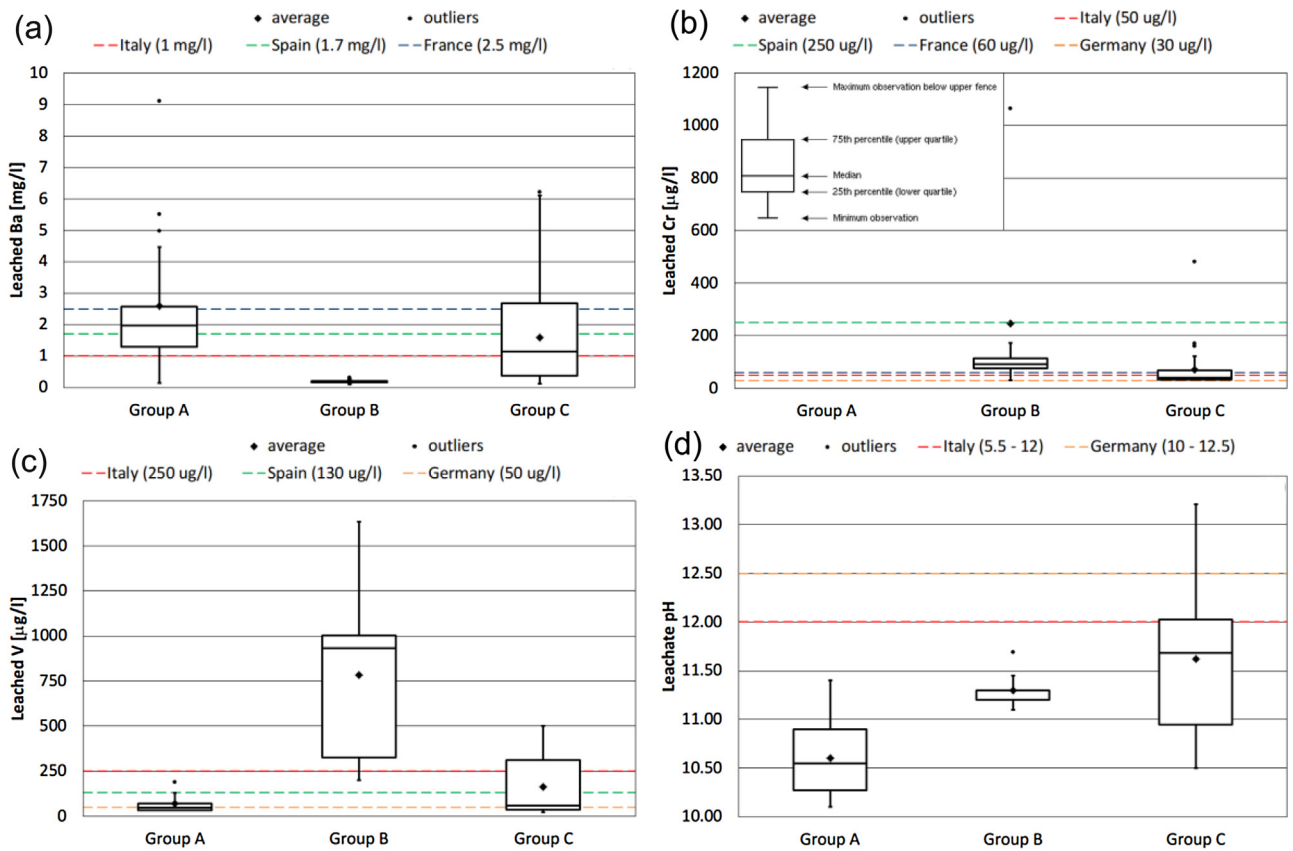 (a)
average outliers
Italy (1 mg/l) Spain (1.7 mg/l) France (2.5 mg/l)
Leached Ba [mg/l]
10
9
8
7
6
5
4
3
2
1
0
Group A Group B Group C
(b)
average outliers Italy (50 ug/l)
Spain (250 ug/l) France (60 ug/l) Germany (30 ug/l)
Leached Cr [µg/l]
1200
1000
800
600
400
200
0
Maximum observation below upper fence
75th percentile (upper quartile)
Median
25th percentile (lower quartile)
Minimum observation
Group A Group B Group C
(c)
average outliers
Italy (250 ug/l) Spain (130 ug/l) Germany (50 ug/l)
Leached V [µg/l]
1750
1500
1250
1000
750
500
250
0
Group A Group B Group C
(d)
average outliers Italy (5.5 - 12) Germany (10 - 12.5)
Leachate pH
13.50
13.00
12.50
12.00
11.50
11.00
10.50
10.00
Group A Group B Group C